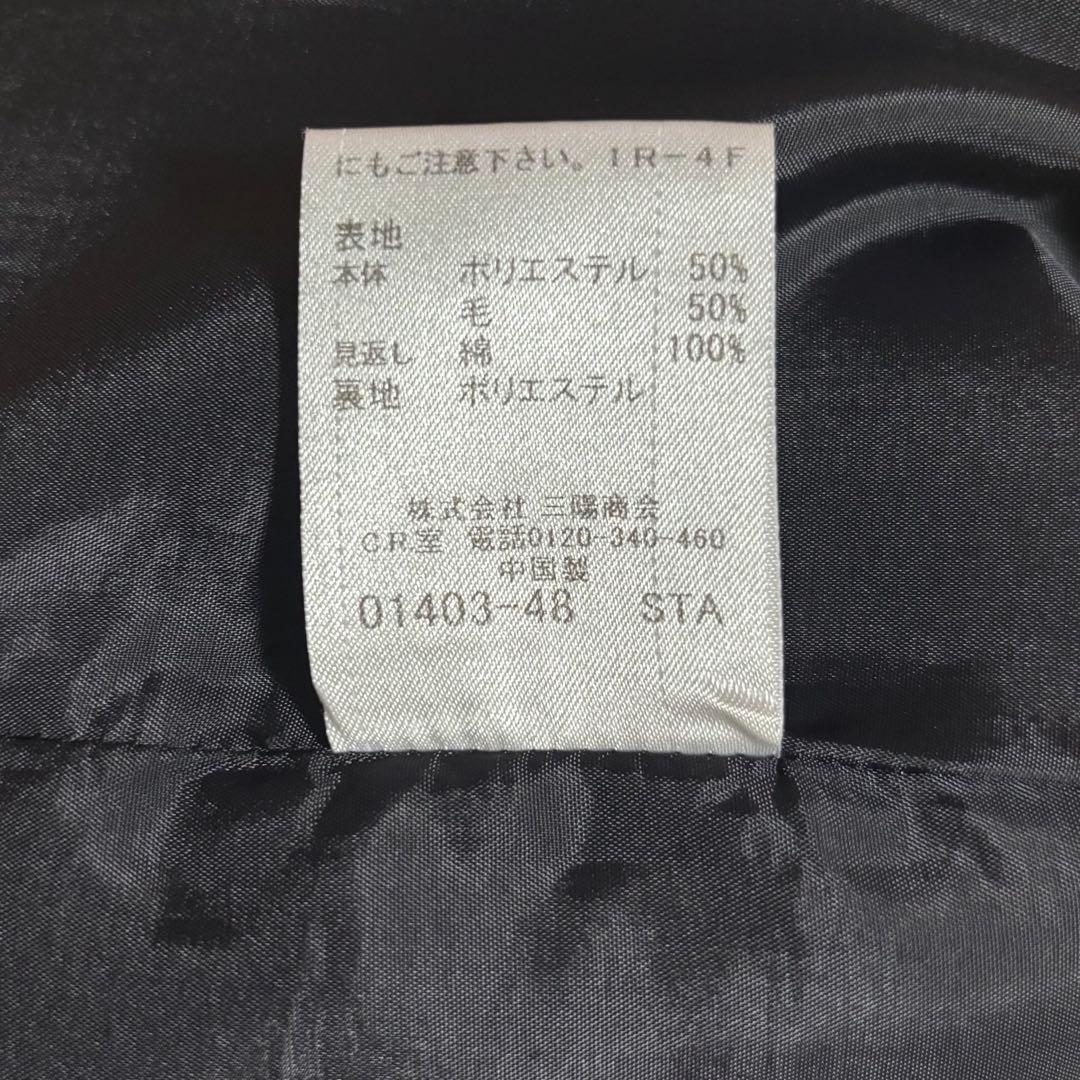 にもご注意下さい。IR-4F
表地
本体 ポリエステル 50%
毛 50%
見返し 綿 100%
裏地 ポリエステル
株式会社 三陽商会
C.R.室 電話0120-340-460
中国製
01403-48 STA